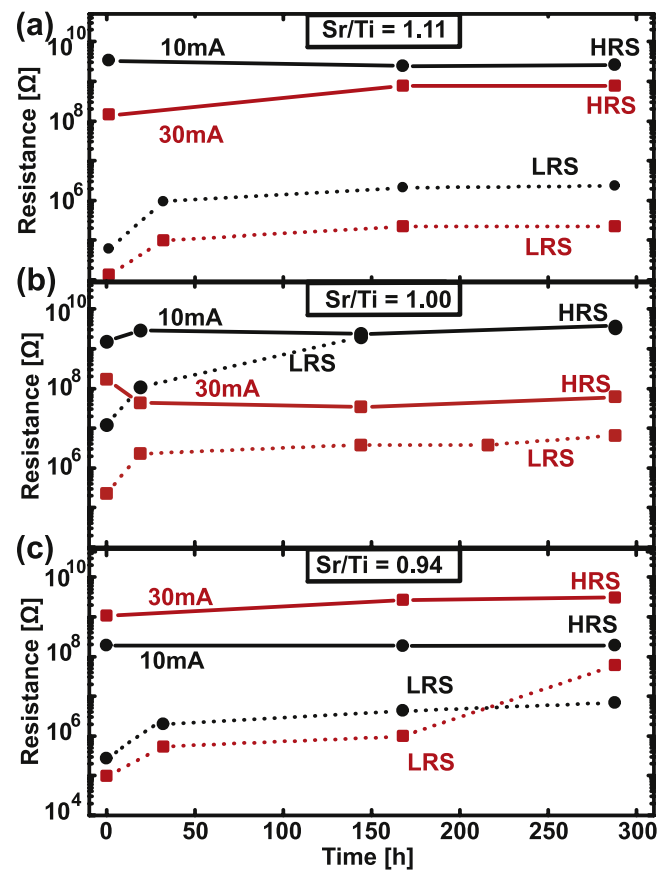 (a)
Sr/Ti = 1.11
10^10
10mA
HRS
HRS
10^8
30mA
LRS
10^6
LRS
Resistance [Ω]
(b)
Sr/Ti = 1.00
10^10
10mA
HRS
LRS
10^8
30mA
HRS
10^6
LRS
Resistance [Ω]
(c)
Sr/Ti = 0.94
10^10
30mA
HRS
HRS
10^8
10mA
LRS
10^6
LRS
10^4
Resistance [Ω]
0 50 100 150 200 250 300
Time [h]